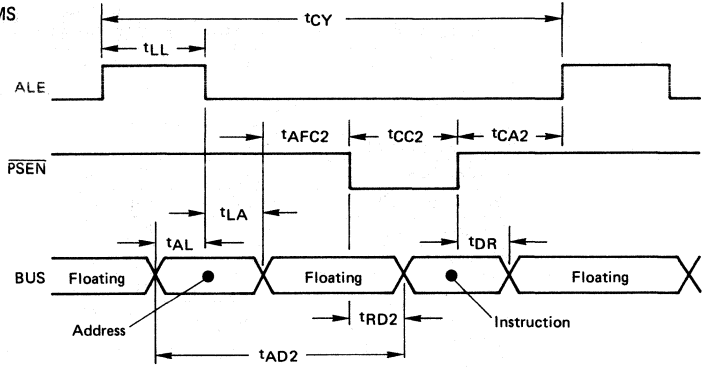 MS
tCY
tLL
ALE
tAFC2
tCC2
tCA2
PSEN
tLA
tAL
tDR
BUS
Floating
Floating
Floating
Address
tRD2
Instruction
tAD2